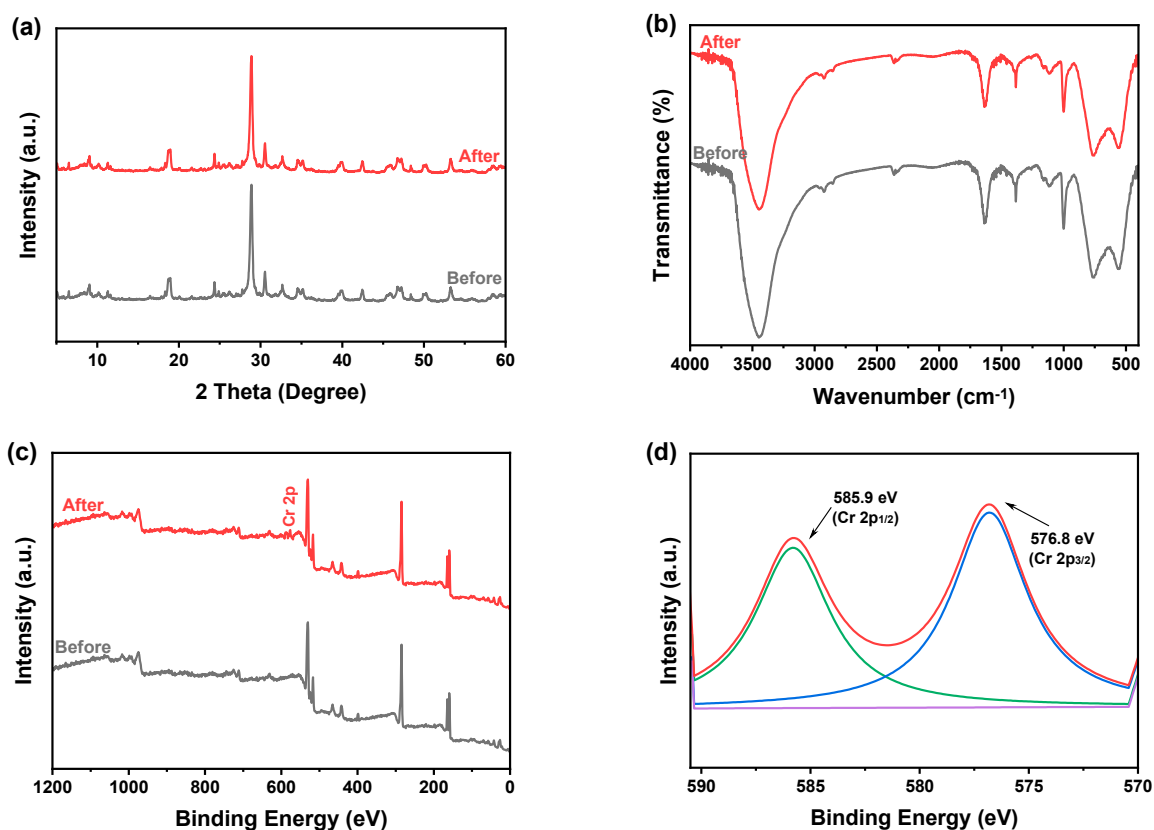 (a)
After
Before
Intensity (a.u.)
10 20 30 40 50 60
2 Theta (Degree)
(b)
After
Before
Transmittance (%)
4000 3500 3000 2500 2000 1500 1000 500
Wavenumber (cm-1)
(c)
After
Cr 2p
Before
Intensity (a.u.)
1200 1000 800 600 400 200 0
Binding Energy (eV)
(d)
585.9 eV
(Cr 2p1/2)
576.8 eV
(Cr 2p3/2)
Intensity (a.u.)
590 585 580 575 570
Binding Energy (eV)